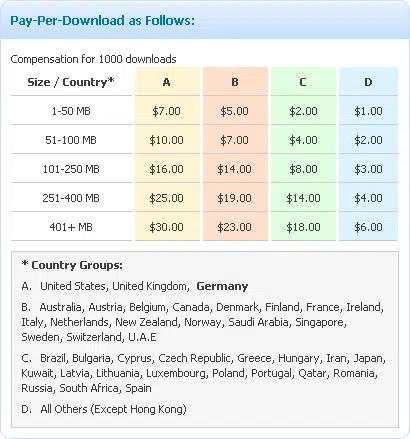 Pay-Per-Download as Follows:
Compensation for 1000 downloads
Size / Country* A B C D
1-50 MB $7.00 $5.00 $2.00 $1.00
51-100 MB $10.00 $7.00 $4.00 $2.00
101-250 MB $16.00 $14.00 $8.00 $3.00
251-400 MB $25.00 $19.00 $14.00 $4.00
401+ MB $30.00 $23.00 $18.00 $6.00
* Country Groups:
A. United States, United Kingdom, Germany
B. Australia, Austria, Belgium, Canada, Denmark, Finland, France, Ireland,
Italy, Netherlands, New Zealand, Norway, Saudi Arabia, Singapore,
Sweden, Switzerland, U.A.E
C. Brazil, Bulgaria, Cyprus, Czech Republic, Greece, Hungary, Iran, Japan,
Kuwait, Latvia, Lithuania, Luxembourg, Poland, Portugal, Qatar, Romania,
Russia, South Africa, Spain
D. All Others (Except Hong Kong)